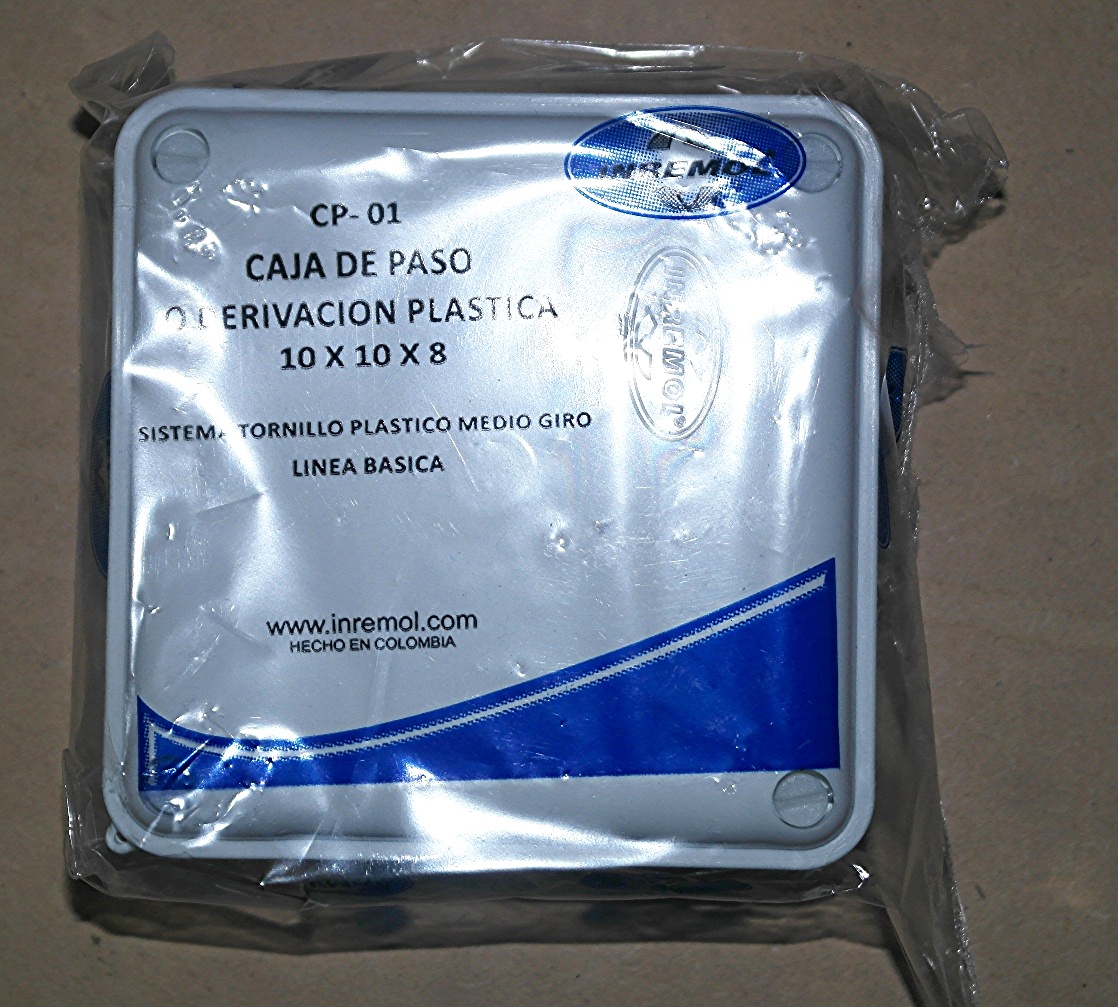 INREMOL
CP- 01
CAJA DE PASO
O DERIVACION PLASTICA
10 X 10 X 8
SISTEMA TORNILLO PLASTICO MEDIO GIRO
LINEA BASICA
www.inremol.com
HECHO EN COLOMBIA